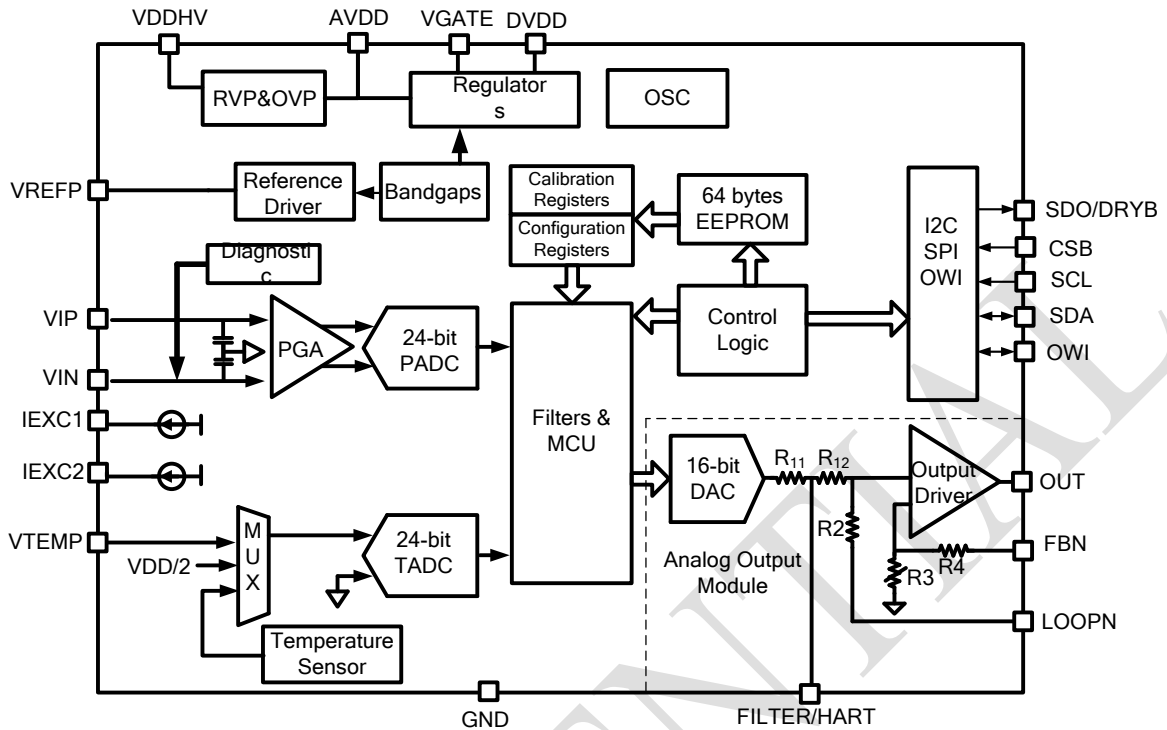 VDDHV
AVDD
VGATE
DVDD
RVP&OVP
Regulator
s
OSC
VREFP
Reference
Driver
Bandgaps
Calibration
Registers
Configuration
Registers
64 bytes
EEPROM
I2C
SPI
OWI
SDO/DRYB
CSB
SCL
SDA
OWI
Diagnosti
c
VIP
VIN
PGA
24-bit
PADC
Control
Logic
Filters &
MCU
IEXC1
IEXC2
16-bit
DAC
R11
R12
Output
Driver
OUT
R2
FBN
R4
R3
Analog Output
Module
LOOPN
VTEMP
VDD/2
M
U
X
24-bit
TADC
Temperature
Sensor
GND
FILTER/HART